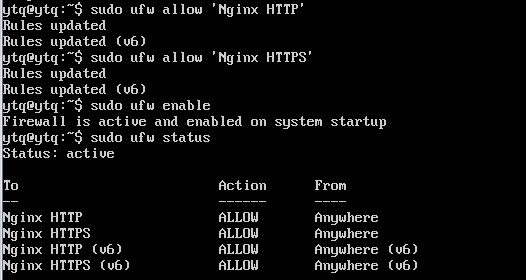 ytq@ytq:~$ sudo ufw allow 'Nginx HTTP'
Rules updated
Rules updated (v6)
ytq@ytq:~$ sudo ufw allow 'Nginx HTTPS'
Rules updated
Rules updated (v6)
ytq@ytq:~$ sudo ufw enable
Firewall is active and enabled on system startup
ytq@ytq:~$ sudo ufw status
Status: active
To Action From
-- ------ ----
Nginx HTTP ALLOW Anywhere
Nginx HTTPS ALLOW Anywhere
Nginx HTTP (v6) ALLOW Anywhere (v6)
Nginx HTTPS (v6) ALLOW Anywhere (v6)